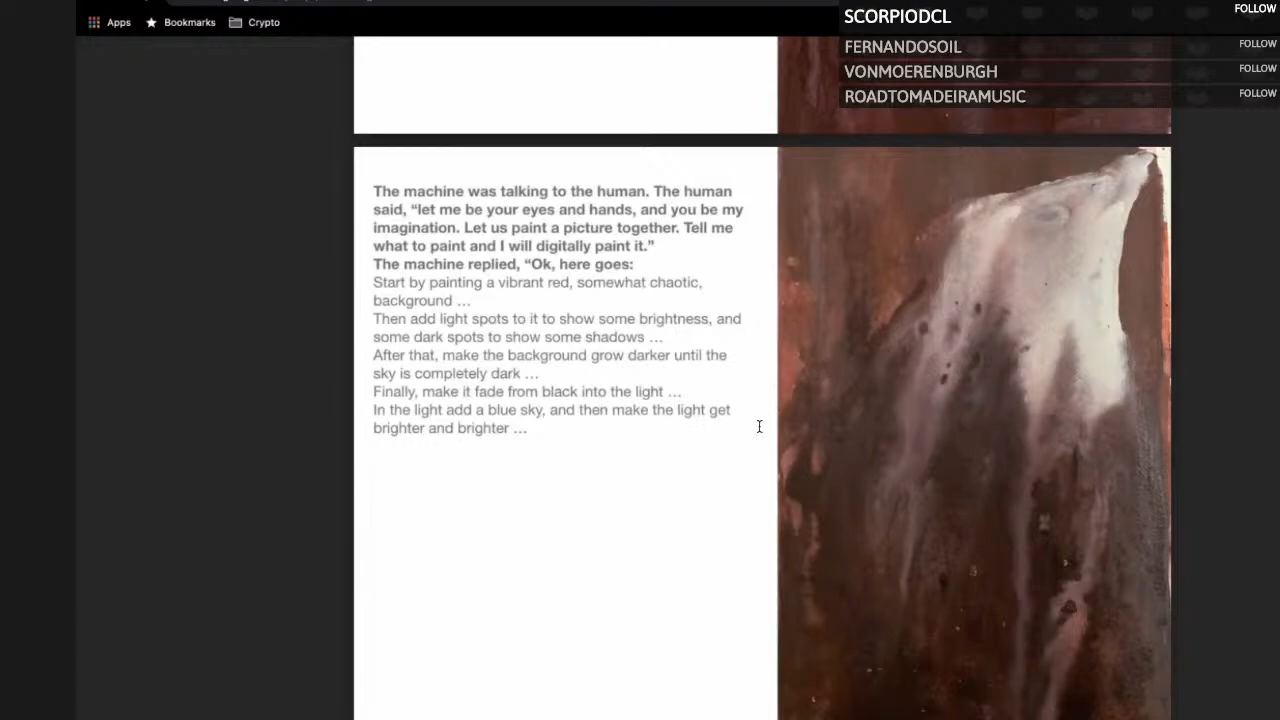 Apps
Bookmarks
Crypto
SCORPIODCL
FOLLOW
FERNANDOSOIL
FOLLOW
VONMOERENBURGH
FOLLOW
ROADTOMADEIRAMUSIC
FOLLOW
The machine was talking to the human. The human
said, “let me be your eyes and hands, and you be my
imagination. Let us paint a picture together. Tell me
what to paint and I will digitally paint it.”
The machine replied, “Ok, here goes:
Start by painting a vibrant red, somewhat chaotic,
background …
Then add light spots to it to show some brightness, and
some dark spots to show some shadows …
After that, make the background grow darker until the
sky is completely dark …
Finally, make it fade from black into the light …
In the light add a blue sky, and then make the light get
brighter and brighter …